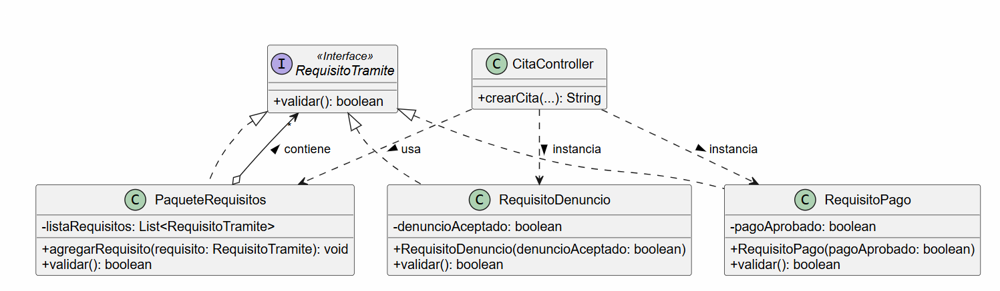 I
«Interface»
RequisitoTramite
+validar(): boolean
C
CitaController
+crearCita(...): String
*
contiene
usa
instancia
instancia
C
PaqueteRequisitos
-listaRequisitos: List<RequisitoTramite>
+agregarRequisito(requisito: RequisitoTramite): void
+validar(): boolean
C
RequisitoDenuncio
-denuncioAceptado: boolean
+RequisitoDenuncio(denuncioAceptado: boolean)
+validar(): boolean
C
RequisitoPago
-pagoAprobado: boolean
+RequisitoPago(pagoAprobado: boolean)
+validar(): boolean